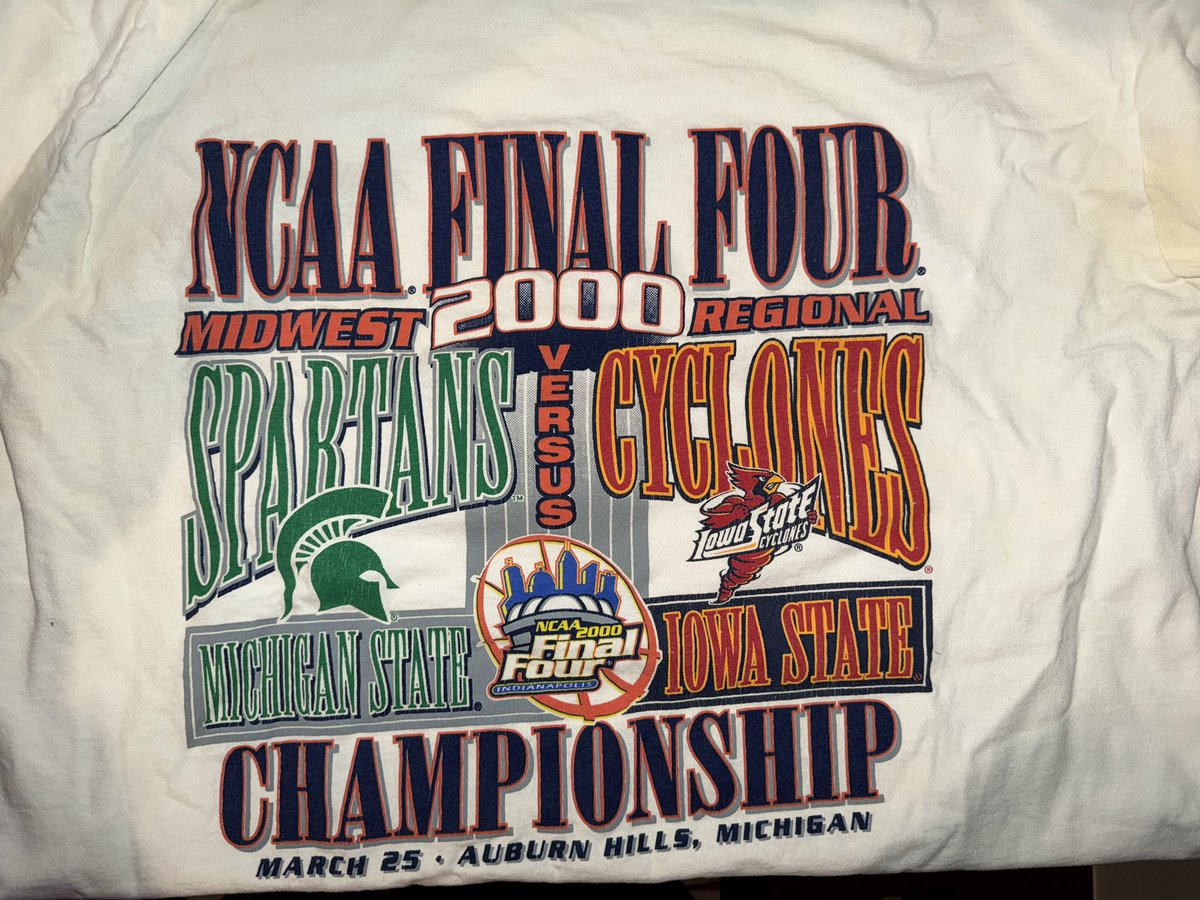 NCAA® FINAL FOUR®
2000
MIDWEST REGIONAL
VERSUS
SPARTANS™
CYCLONES®
IOWA STATE
CYCLONES®
MICHIGAN STATE®
NCAA 2000
Final
Four®
INDIANAPOLIS
IOWA STATE®
CHAMPIONSHIP
MARCH 25 · AUBURN HILLS, MICHIGAN